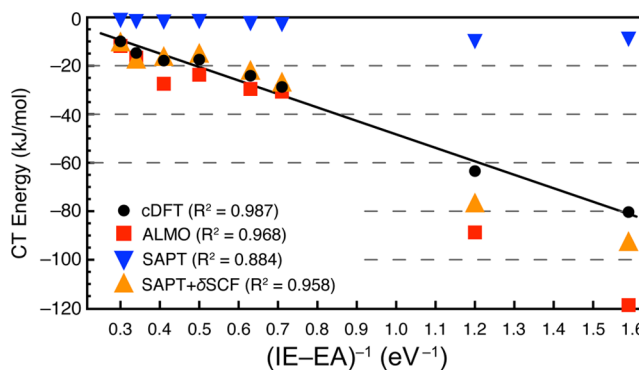 0
−20
−40
−60
−80
−100
−120
CT Energy (kJ/mol)
cDFT (R² = 0.987)
ALMO (R² = 0.968)
SAPT (R² = 0.884)
SAPT+δSCF (R² = 0.958)
0.3 0.4 0.5 0.6 0.7 0.8 0.9 1.0 1.1 1.2 1.3 1.4 1.5 1.6
(IE–EA)⁻¹ (eV⁻¹)